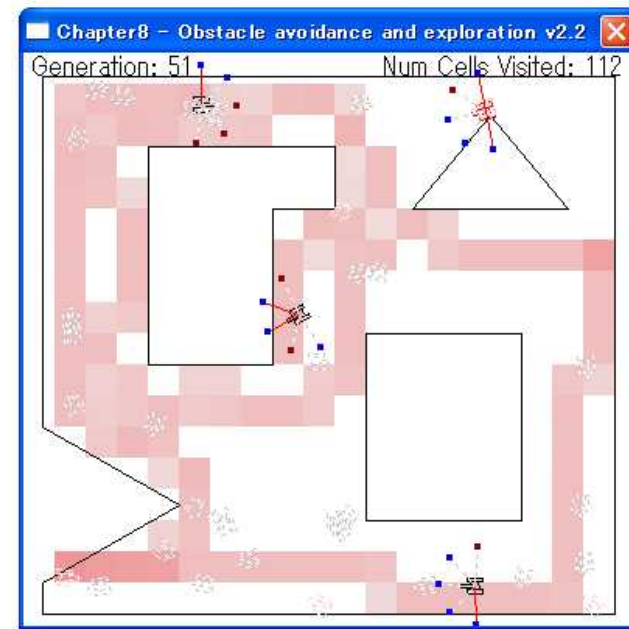 Chapter8 - Obstacle avoidance and exploration v2.2
Generation: 51
Num Cells Visited: 112